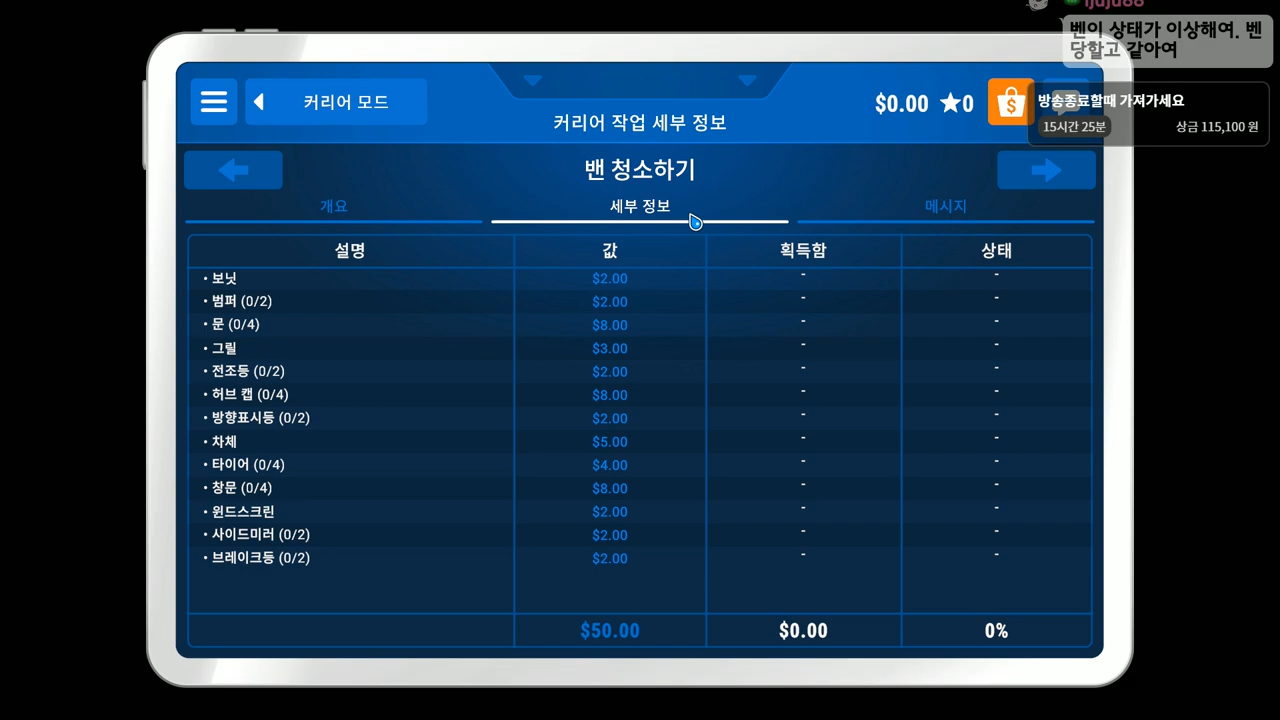 벤이 상태가 이상해여. 벤
당할고 같아여
커리어 모드
커리어 작업 세부 정보
$0.00 ★0
방송종료할때 가져가세요
15시간 25분 상금 115,100 원
밴 청소하기
개요 세부 정보 메시지
설명 값 획득함 상태
• 보닛 $2.00 - -
• 범퍼 (0/2) $2.00 - -
• 문 (0/4) $8.00 - -
• 그릴 $3.00 - -
• 전조등 (0/2) $2.00 - -
• 허브 캡 (0/4) $8.00 - -
• 방향표시등 (0/2) $2.00 - -
• 차체 $5.00 - -
• 타이어 (0/4) $4.00 - -
• 창문 (0/4) $8.00 - -
• 윈드스크린 $2.00 - -
• 사이드미러 (0/2) $2.00 - -
• 브레이크등 (0/2) $2.00 - -
$50.00 $0.00 0%